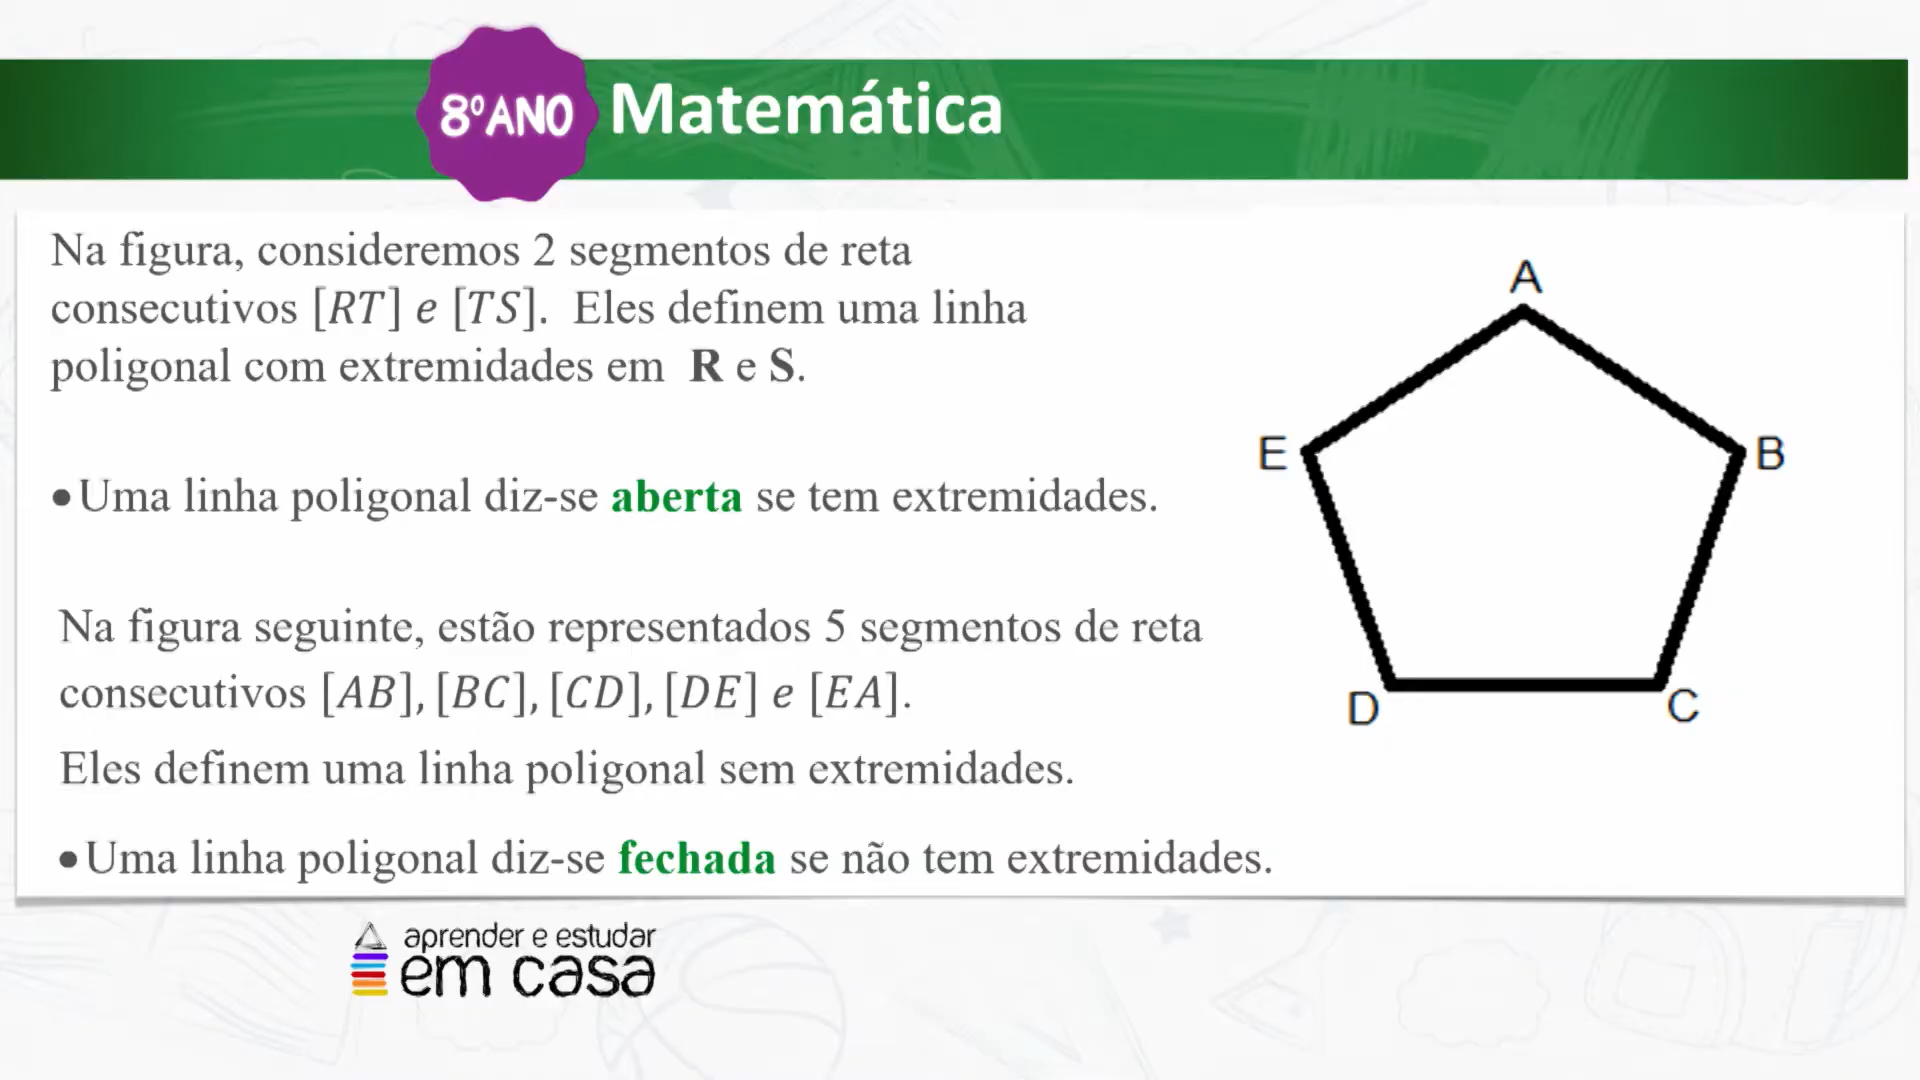 8ºANO Matemática
Na figura, consideremos 2 segmentos de reta
consecutivos [RT] e [TS]. Eles definem uma linha
poligonal com extremidades em R e S.
• Uma linha poligonal diz-se aberta se tem extremidades.
Na figura seguinte, estão representados 5 segmentos de reta
consecutivos [AB], [BC], [CD], [DE] e [EA].
Eles definem uma linha poligonal sem extremidades.
• Uma linha poligonal diz-se fechada se não tem extremidades.
A
E
B
D
C
aprender e estudar
em casa